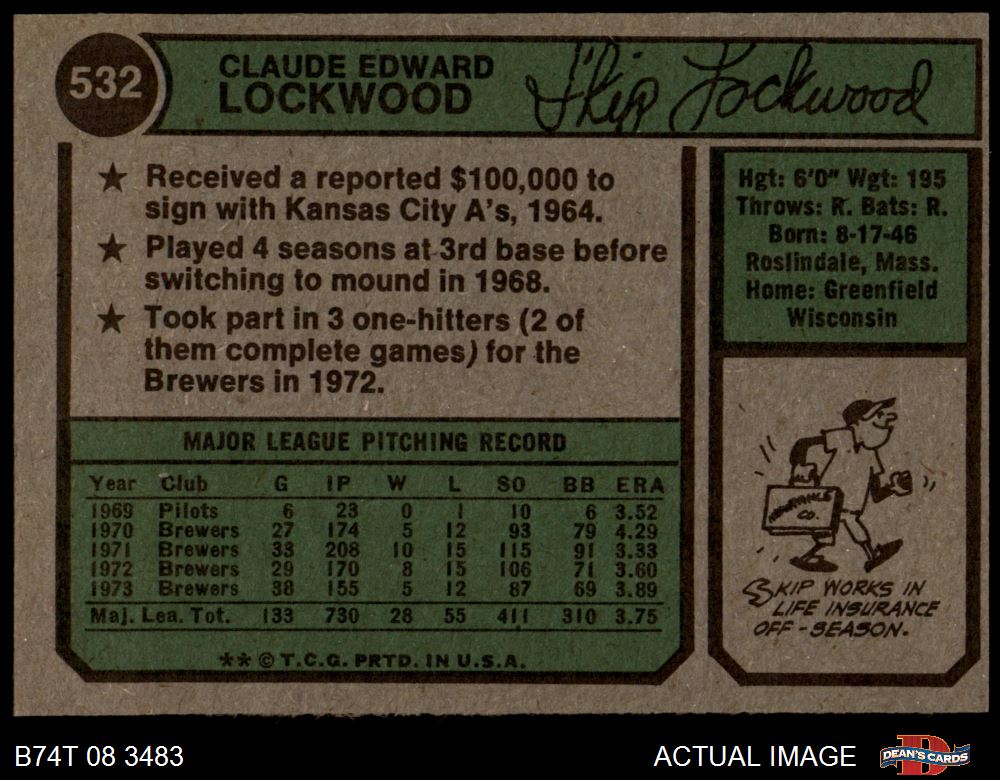 532
CLAUDE EDWARD
LOCKWOOD
Skip Lockwood
★ Received a reported $100,000 to
sign with Kansas City A's, 1964.
★ Played 4 seasons at 3rd base before
switching to mound in 1968.
★ Took part in 3 one-hitters (2 of
them complete games) for the
Brewers in 1972.
Hgt: 6'0" Wgt: 195
Throws: R. Bats: R.
Born: 8-17-46
Roslindale, Mass.
Home: Greenfield
Wisconsin
MAJOR LEAGUE PITCHING RECORD
Year Club G IP W L SO BB ERA
1969 Pilots 6 23 0 1 10 6 3.52
1970 Brewers 27 174 5 12 93 79 4.29
1971 Brewers 33 208 10 15 115 91 3.33
1972 Brewers 29 170 8 15 106 71 3.60
1973 Brewers 38 155 5 12 87 69 3.89
Maj. Lea. Tot. 133 730 28 55 411 310 3.75
** © T.C.G. PRTD. IN U.S.A.
INSURANCE
CO.
SKIP WORKS IN
LIFE INSURANCE
OFF-SEASON.
B74T 08 3483
ACTUAL IMAGE
DEAN'S CARDS